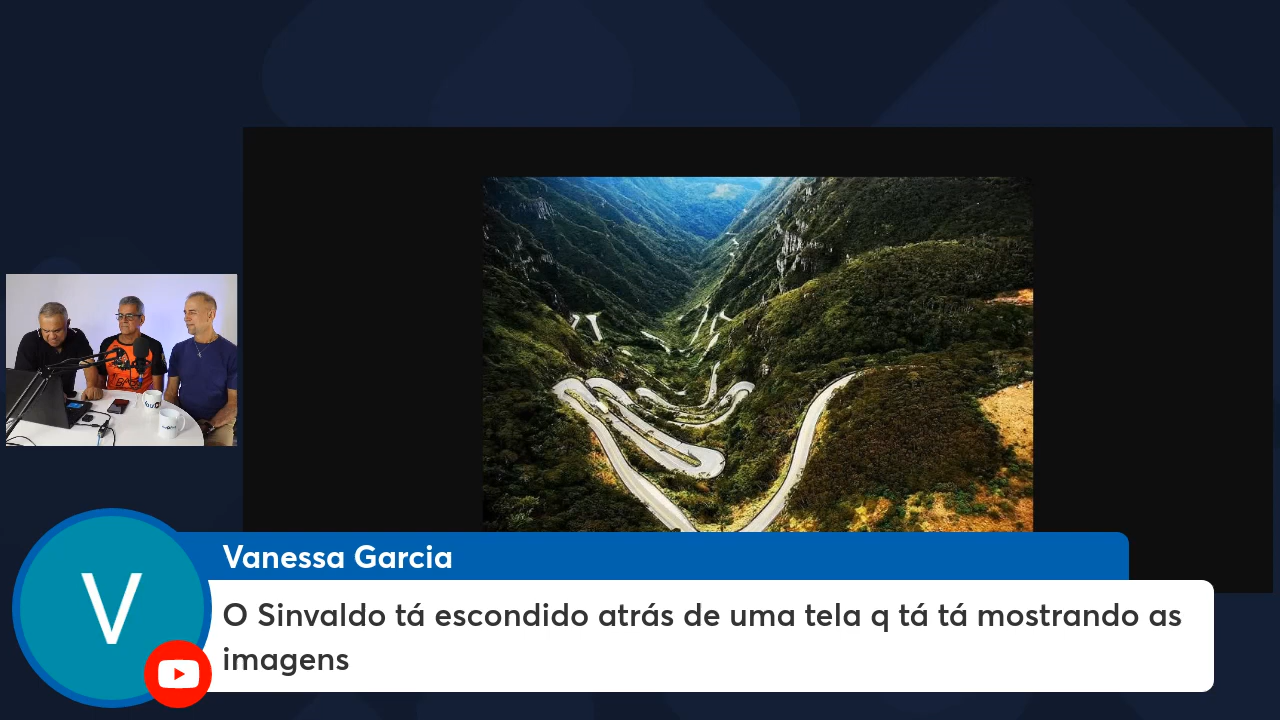 Vanessa Garcia
V
O Sinvaldo tá escondido atrás de uma tela q tá tá mostrando as
imagens